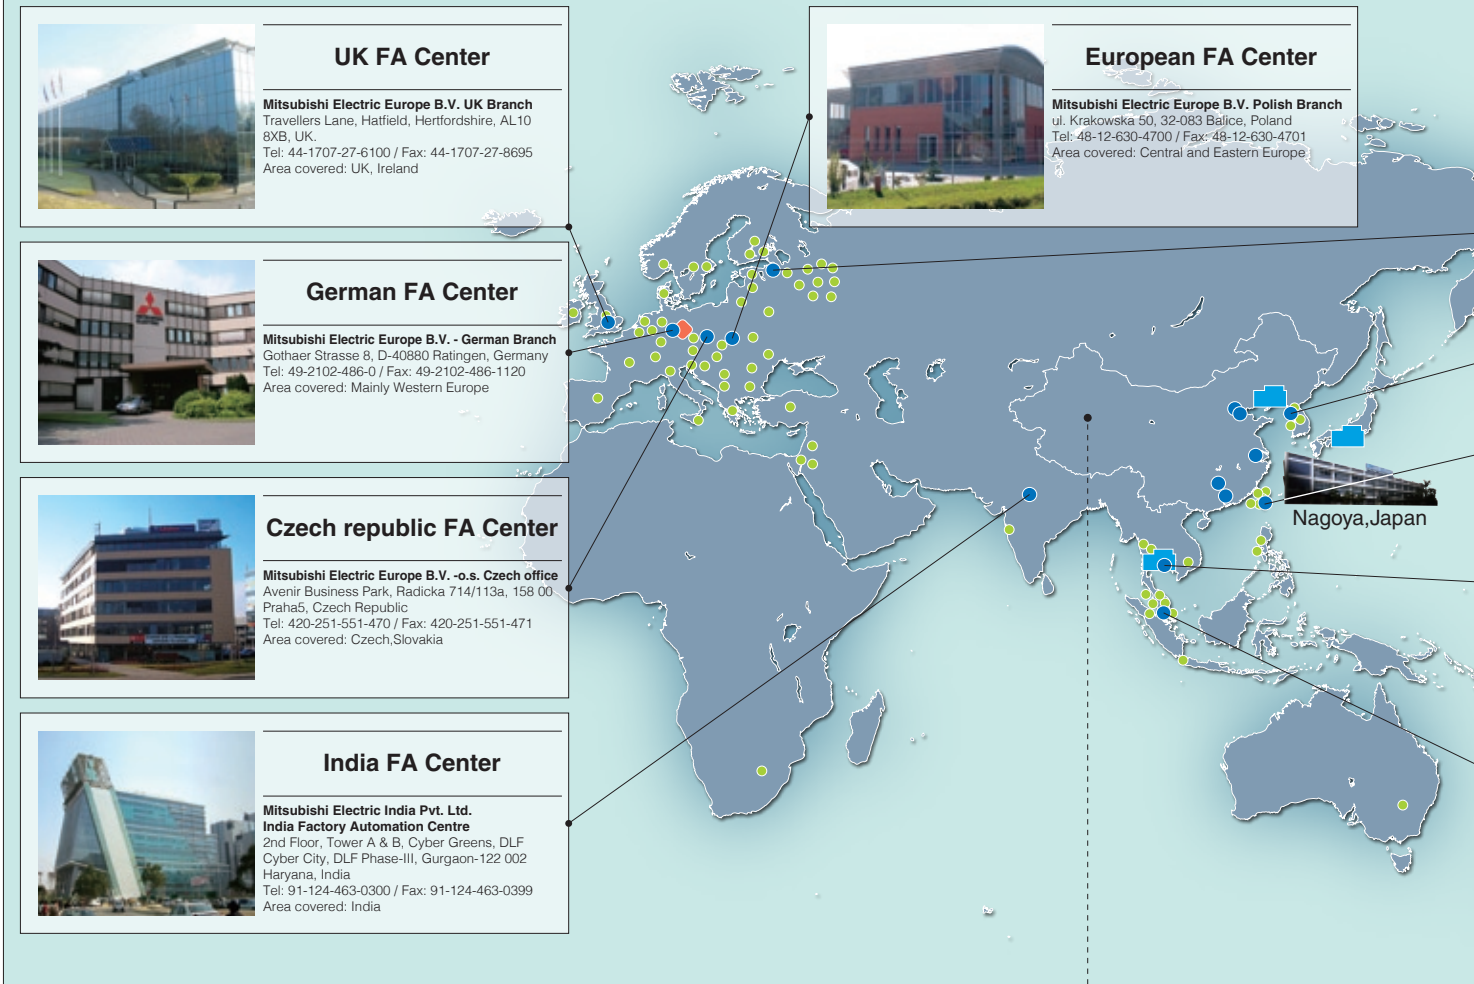 UK FA Center
Mitsubishi Electric Europe B.V. UK Branch
Travellers Lane, Hatfield, Hertfordshire, AL10
8XB, UK.
Tel: 44-1707-27-6100 / Fax: 44-1707-27-8695
Area covered: UK, Ireland
European FA Center
Mitsubishi Electric Europe B.V. Polish Branch
ul. Krakowska 50, 32-083 Balice, Poland
Tel: 48-12-630-4700 / Fax: 48-12-630-4701
Area covered: Central and Eastern Europe
German FA Center
Mitsubishi Electric Europe B.V. - German Branch
Gothaer Strasse 8, D-40880 Ratingen, Germany
Tel: 49-2102-486-0 / Fax: 49-2102-486-1120
Area covered: Mainly Western Europe
Czech republic FA Center
Mitsubishi Electric Europe B.V. -o.s. Czech office
Avenir Business Park, Radicka 714/113a, 158 00
Praha5, Czech Republic
Tel: 420-251-551-470 / Fax: 420-251-551-471
Area covered: Czech,Slovakia
India FA Center
Mitsubishi Electric India Pvt. Ltd.
India Factory Automation Centre
2nd Floor, Tower A & B, Cyber Greens, DLF
Cyber City, DLF Phase-III, Gurgaon-122 002
Haryana, India
Tel: 91-124-463-0300 / Fax: 91-124-463-0399
Area covered: India
Nagoya,Japan